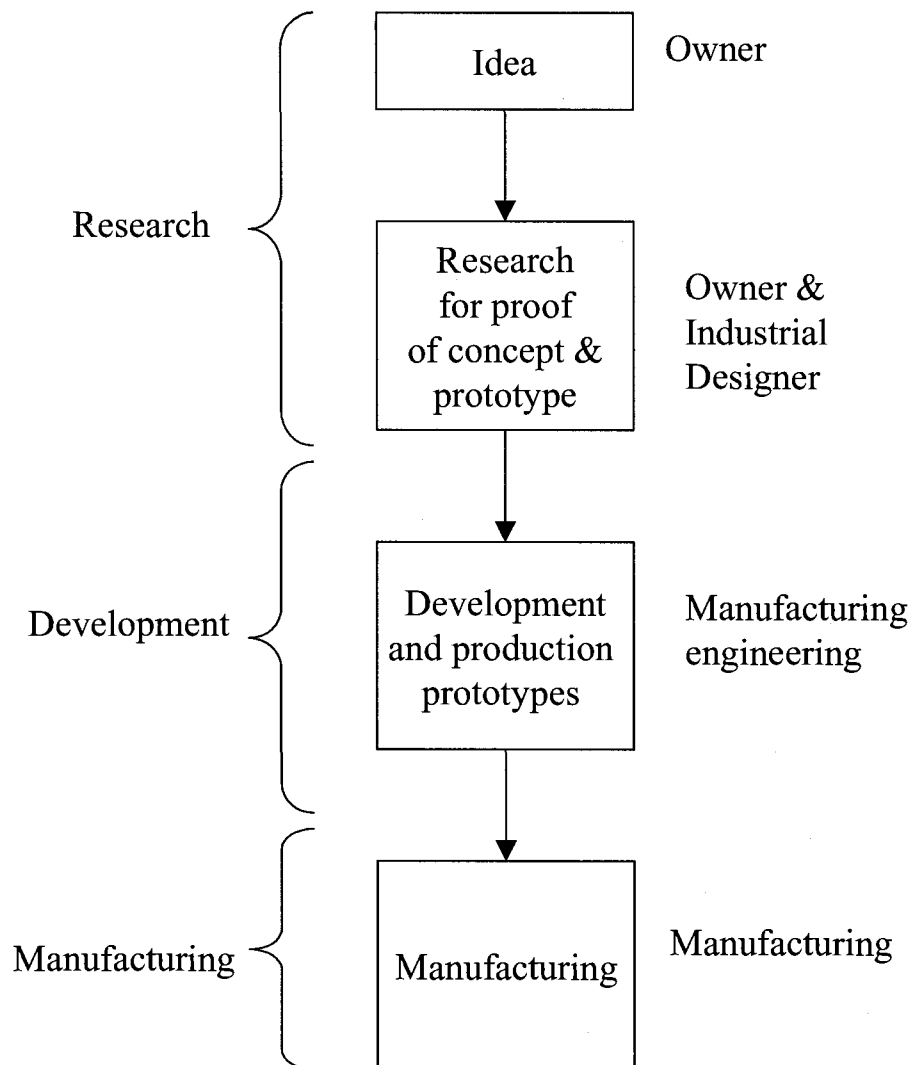 Idea
Owner
Research
Research
for proof
of concept &
prototype
Owner &
Industrial
Designer
Development
Development
and production
prototypes
Manufacturing
engineering
Manufacturing
Manufacturing
Manufacturing